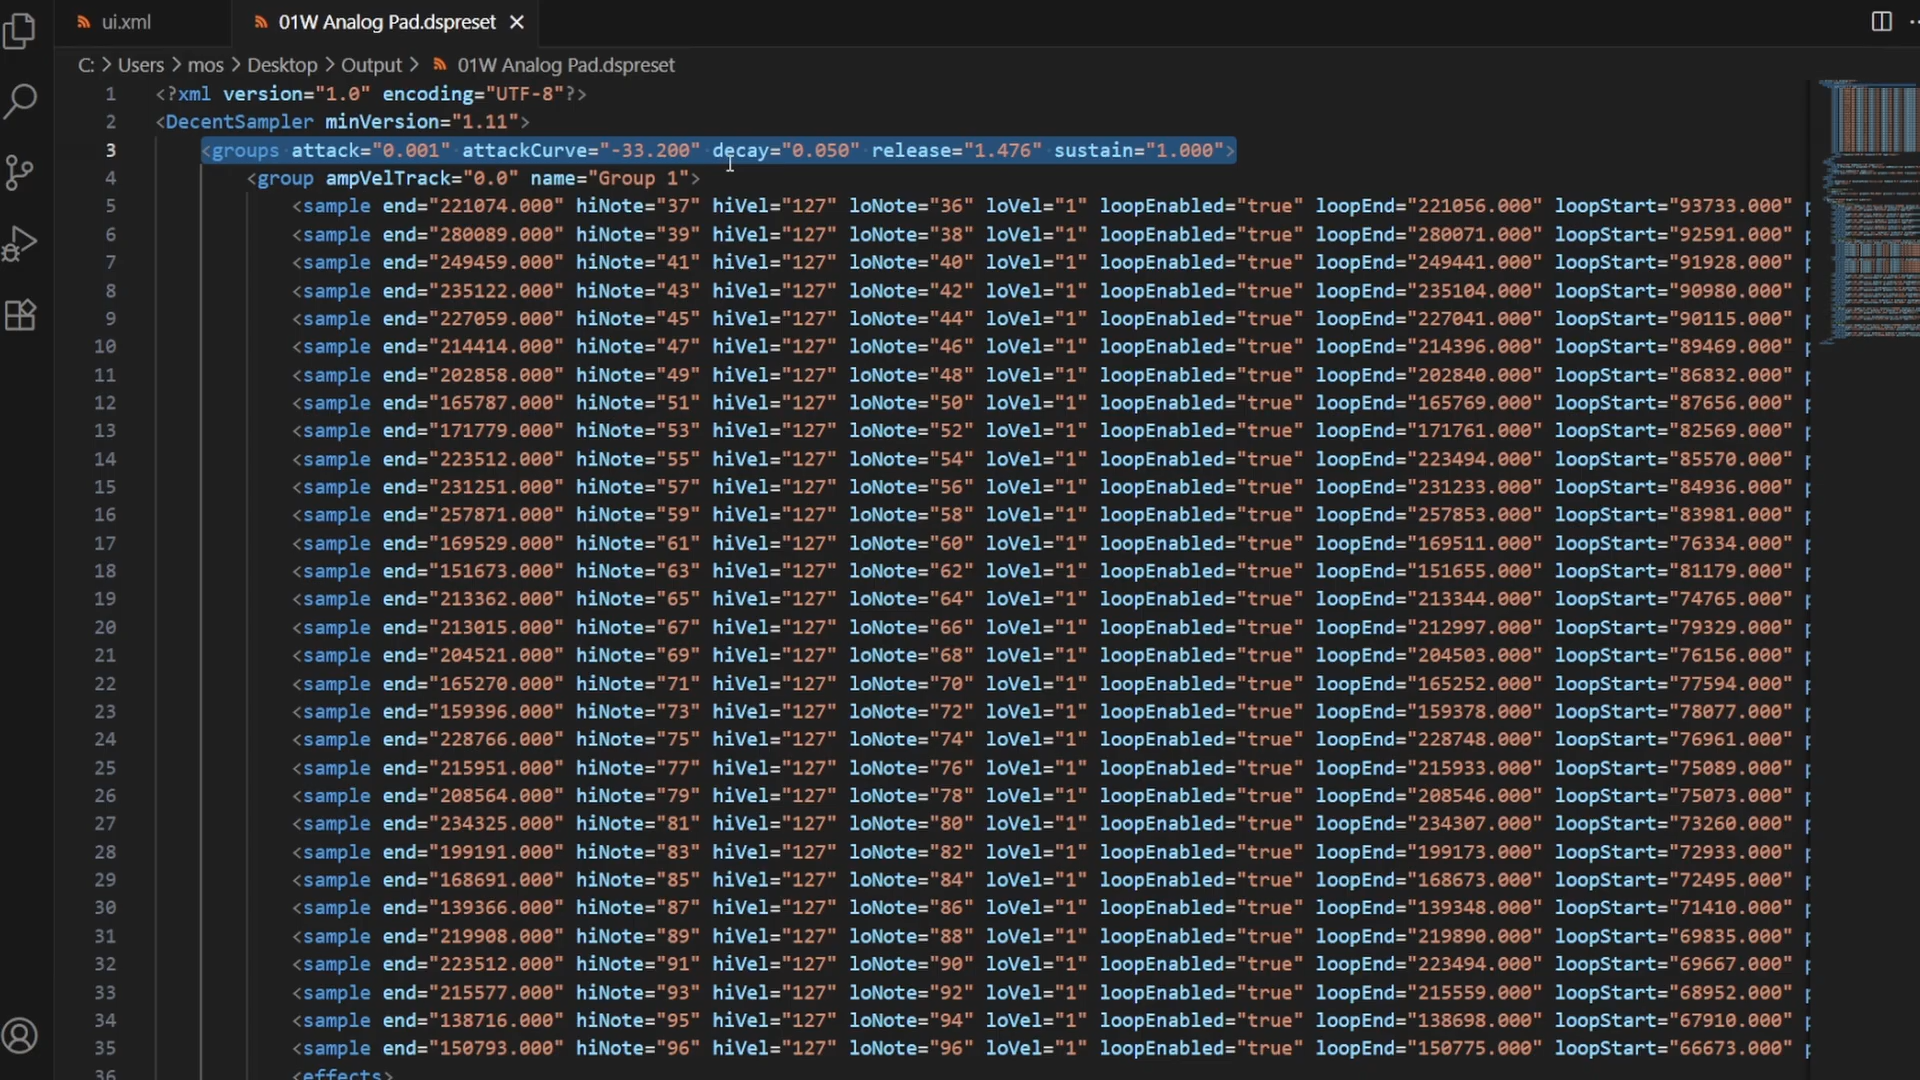 ui.xml 01W Analog Pad.dspreset
C: > Users > mos > Desktop > Output > 01W Analog Pad.dspreset
1 <?xml version="1.0" encoding="UTF-8"?>
2 <DecentSampler minVersion="1.11">
3 <groups attack="0.001" attackCurve="-33.200" decay="0.050" release="1.476" sustain="1.000">
4 <group ampVelTrack="0.0" name="Group 1">
5 <sample end="221074.000" hiNote="37" hiVel="127" loNote="36" loVel="1" loopEnabled="true" loopEnd="221056.000" loopStart="93733.000"
6 <sample end="280089.000" hiNote="39" hiVel="127" loNote="38" loVel="1" loopEnabled="true" loopEnd="280071.000" loopStart="92591.000"
7 <sample end="249459.000" hiNote="41" hiVel="127" loNote="40" loVel="1" loopEnabled="true" loopEnd="249441.000" loopStart="91928.000"
8 <sample end="235122.000" hiNote="43" hiVel="127" loNote="42" loVel="1" loopEnabled="true" loopEnd="235104.000" loopStart="90980.000"
9 <sample end="227059.000" hiNote="45" hiVel="127" loNote="44" loVel="1" loopEnabled="true" loopEnd="227041.000" loopStart="90115.000"
10 <sample end="214414.000" hiNote="47" hiVel="127" loNote="46" loVel="1" loopEnabled="true" loopEnd="214396.000" loopStart="89469.000"
11 <sample end="202858.000" hiNote="49" hiVel="127" loNote="48" loVel="1" loopEnabled="true" loopEnd="202840.000" loopStart="86832.000"
12 <sample end="165787.000" hiNote="51" hiVel="127" loNote="50" loVel="1" loopEnabled="true" loopEnd="165769.000" loopStart="87656.000"
13 <sample end="171779.000" hiNote="53" hiVel="127" loNote="52" loVel="1" loopEnabled="true" loopEnd="171761.000" loopStart="82569.000"
14 <sample end="223512.000" hiNote="55" hiVel="127" loNote="54" loVel="1" loopEnabled="true" loopEnd="223494.000" loopStart="85570.000"
15 <sample end="231251.000" hiNote="57" hiVel="127" loNote="56" loVel="1" loopEnabled="true" loopEnd="231233.000" loopStart="84936.000"
16 <sample end="257871.000" hiNote="59" hiVel="127" loNote="58" loVel="1" loopEnabled="true" loopEnd="257853.000" loopStart="83981.000"
17 <sample end="169529.000" hiNote="61" hiVel="127" loNote="60" loVel="1" loopEnabled="true" loopEnd="169511.000" loopStart="76334.000"
18 <sample end="151673.000" hiNote="63" hiVel="127" loNote="62" loVel="1" loopEnabled="true" loopEnd="151655.000" loopStart="81179.000"
19 <sample end="213362.000" hiNote="65" hiVel="127" loNote="64" loVel="1" loopEnabled="true" loopEnd="213344.000" loopStart="74765.000"
20 <sample end="213015.000" hiNote="67" hiVel="127" loNote="66" loVel="1" loopEnabled="true" loopEnd="212997.000" loopStart="79329.000"
21 <sample end="204521.000" hiNote="69" hiVel="127" loNote="68" loVel="1" loopEnabled="true" loopEnd="204503.000" loopStart="76156.000"
22 <sample end="165270.000" hiNote="71" hiVel="127" loNote="70" loVel="1" loopEnabled="true" loopEnd="165252.000" loopStart="77594.000"
23 <sample end="159396.000" hiNote="73" hiVel="127" loNote="72" loVel="1" loopEnabled="true" loopEnd="159378.000" loopStart="78077.000"
24 <sample end="228766.000" hiNote="75" hiVel="127" loNote="74" loVel="1" loopEnabled="true" loopEnd="228748.000" loopStart="76961.000"
25 <sample end="215951.000" hiNote="77" hiVel="127" loNote="76" loVel="1" loopEnabled="true" loopEnd="215933.000" loopStart="75089.000"
26 <sample end="208564.000" hiNote="79" hiVel="127" loNote="78" loVel="1" loopEnabled="true" loopEnd="208546.000" loopStart="75073.000"
27 <sample end="234325.000" hiNote="81" hiVel="127" loNote="80" loVel="1" loopEnabled="true" loopEnd="234307.000" loopStart="73260.000"
28 <sample end="199191.000" hiNote="83" hiVel="127" loNote="82" loVel="1" loopEnabled="true" loopEnd="199173.000" loopStart="72933.000"
29 <sample end="168691.000" hiNote="85" hiVel="127" loNote="84" loVel="1" loopEnabled="true" loopEnd="168673.000" loopStart="72495.000"
30 <sample end="139366.000" hiNote="87" hiVel="127" loNote="86" loVel="1" loopEnabled="true" loopEnd="139348.000" loopStart="71410.000"
31 <sample end="219908.000" hiNote="89" hiVel="127" loNote="88" loVel="1" loopEnabled="true" loopEnd="219890.000" loopStart="69835.000"
32 <sample end="223512.000" hiNote="91" hiVel="127" loNote="90" loVel="1" loopEnabled="true" loopEnd="223494.000" loopStart="69667.000"
33 <sample end="215577.000" hiNote="93" hiVel="127" loNote="92" loVel="1" loopEnabled="true" loopEnd="215559.000" loopStart="68952.000"
34 <sample end="138716.000" hiNote="95" hiVel="127" loNote="94" loVel="1" loopEnabled="true" loopEnd="138698.000" loopStart="67910.000"
35 <sample end="150793.000" hiNote="96" hiVel="127" loNote="96" loVel="1" loopEnabled="true" loopEnd="150775.000" loopStart="66673.000"
36 <effects>